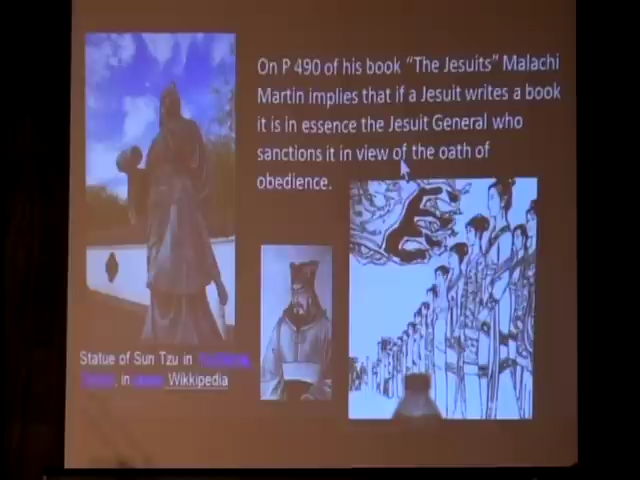 On P 490 of his book “The Jesuits” Malachi
Martin implies that if a Jesuit writes a book
it is in essence the Jesuit General who
sanctions it in view of the oath of
obedience.
Statue of Sun Tzu in
, in Wikkipedia